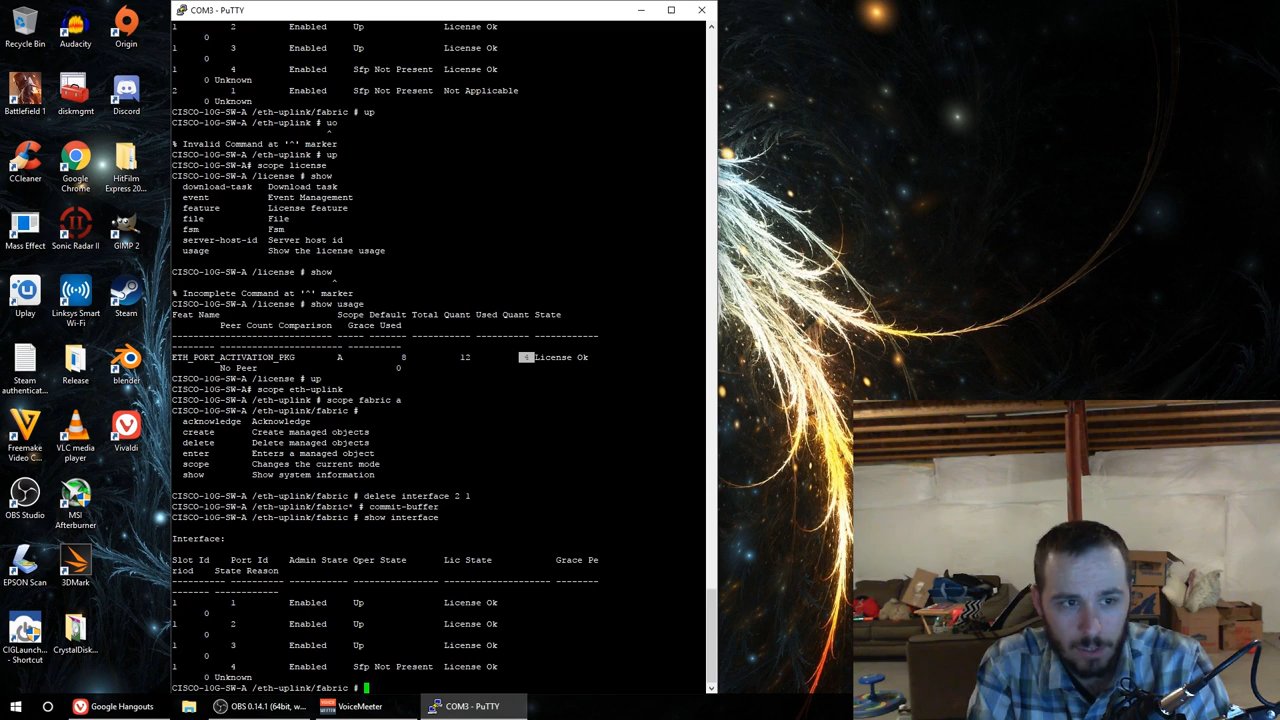 COM3 - PuTTY
1 2 Enabled Up License Ok
0
1 3 Enabled Up License Ok
0
1 4 Enabled Sfp Not Present License Ok
0 Unknown
2 1 Enabled Sfp Not Present Not Applicable
0 Unknown
CISCO-10G-SW-A /eth-uplink/fabric # up
CISCO-10G-SW-A /eth-uplink # uo
^
% Invalid Command at '^' marker
CISCO-10G-SW-A /eth-uplink # up
CISCO-10G-SW-A# scope license
CISCO-10G-SW-A /license # show
download-task Download task
event Event Management
feature License feature
file File
fsm Fsm
server-host-id Server host id
usage Show the license usage
CISCO-10G-SW-A /license # show
^
% Incomplete Command at '^' marker
CISCO-10G-SW-A /license # show usage
Feat Name Scope Default Total Quant Used Quant State
Peer Count Comparison Grace Used
-------- ------------------------ ----- ------- ----------- ---------- ------------
-------- ----------------------- ----------
ETH_PORT_ACTIVATION_PKG A 8 12 4 License Ok
No Peer 0
CISCO-10G-SW-A /license # up
CISCO-10G-SW-A# scope eth-uplink
CISCO-10G-SW-A /eth-uplink # scope fabric a
CISCO-10G-SW-A /eth-uplink/fabric #
acknowledge Acknowledge
create Create managed objects
delete Delete managed objects
enter Enters a managed object
scope Changes the current mode
show Show system information
CISCO-10G-SW-A /eth-uplink/fabric # delete interface 2 1
CISCO-10G-SW-A /eth-uplink/fabric* # commit-buffer
CISCO-10G-SW-A /eth-uplink/fabric # show interface
Interface:
Slot Id Port Id Admin State Oper State Lic State Grace Pe
riod State Reason
---------- ---------- ----------- ---------------- -------------------- --------
------- ------------
1 1 Enabled Up License Ok
0
1 2 Enabled Up License Ok
0
1 3 Enabled Up License Ok
0
1 4 Enabled Sfp Not Present License Ok
0 Unknown
CISCO-10G-SW-A /eth-uplink/fabric #
Recycle Bin
Audacity
Origin
Battlefield 1
diskmgmt
Discord
CCleaner
Google Chrome
HitFilm Express 20...
Mass Effect
Sonic Radar II
GIMP 2
Uplay
Linksys Smart Wi-Fi
Steam
Steam authenticat...
Release
blender
Freemake Video C...
VLC media player
Vivaldi
OBS Studio
MSI Afterburner
EPSON Scan
3DMark
CIGLaunch... - Shortcut
CrystalDisk...
Google Hangouts
OBS 0.14.1 (64bit, w...
VoiceMeeter
COM3 - PuTTY